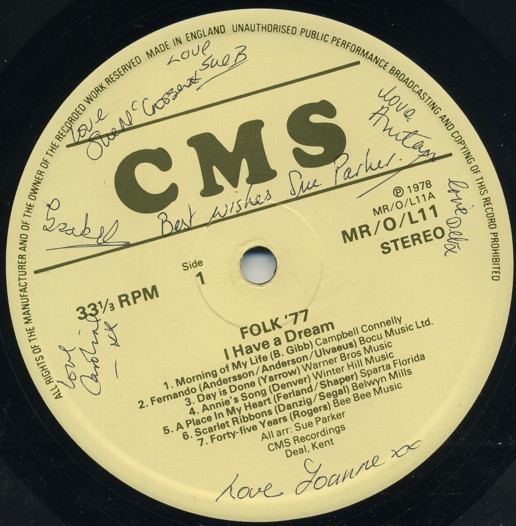 ALL RIGHTS OF THE MANUFACTURER AND OF THE OWNER OF THE RECORDED WORK RESERVED MADE IN ENGLAND UNAUTHORISED PUBLIC PERFORMANCE BROADCASTING AND COPYING OF THIS RECORD PROHIBITED
Love
Love
Sue B
Love
Anita
CMS
Isabel
Best wishes Sue Parker.
love Debx
℗ 1978
MR/O/L11A
MR/O/L11
STEREO
Side
1
33⅓ RPM
Love
Caroline
xx
FOLK '77
I Have a Dream
1. Morning of My Life (B. Gibb) Campbell Connelly
2. Fernando (Andersson/Anderson/Ulvaeus) Bocu Music Ltd.
3. Day is Done (Yarrow) Warner Bros Music
4. Annie's Song (Denver) Winter Hill Music
5. A Place In My Heart (Ferland/Shaper) Sparta Florida
6. Scarlet Ribbons (Danzig/Segal) Belwyn Mills
7. Forty-five Years (Rogers) Bee Bee Music
All arr: Sue Parker
CMS Recordings
Deal, Kent
Love Joanne xx